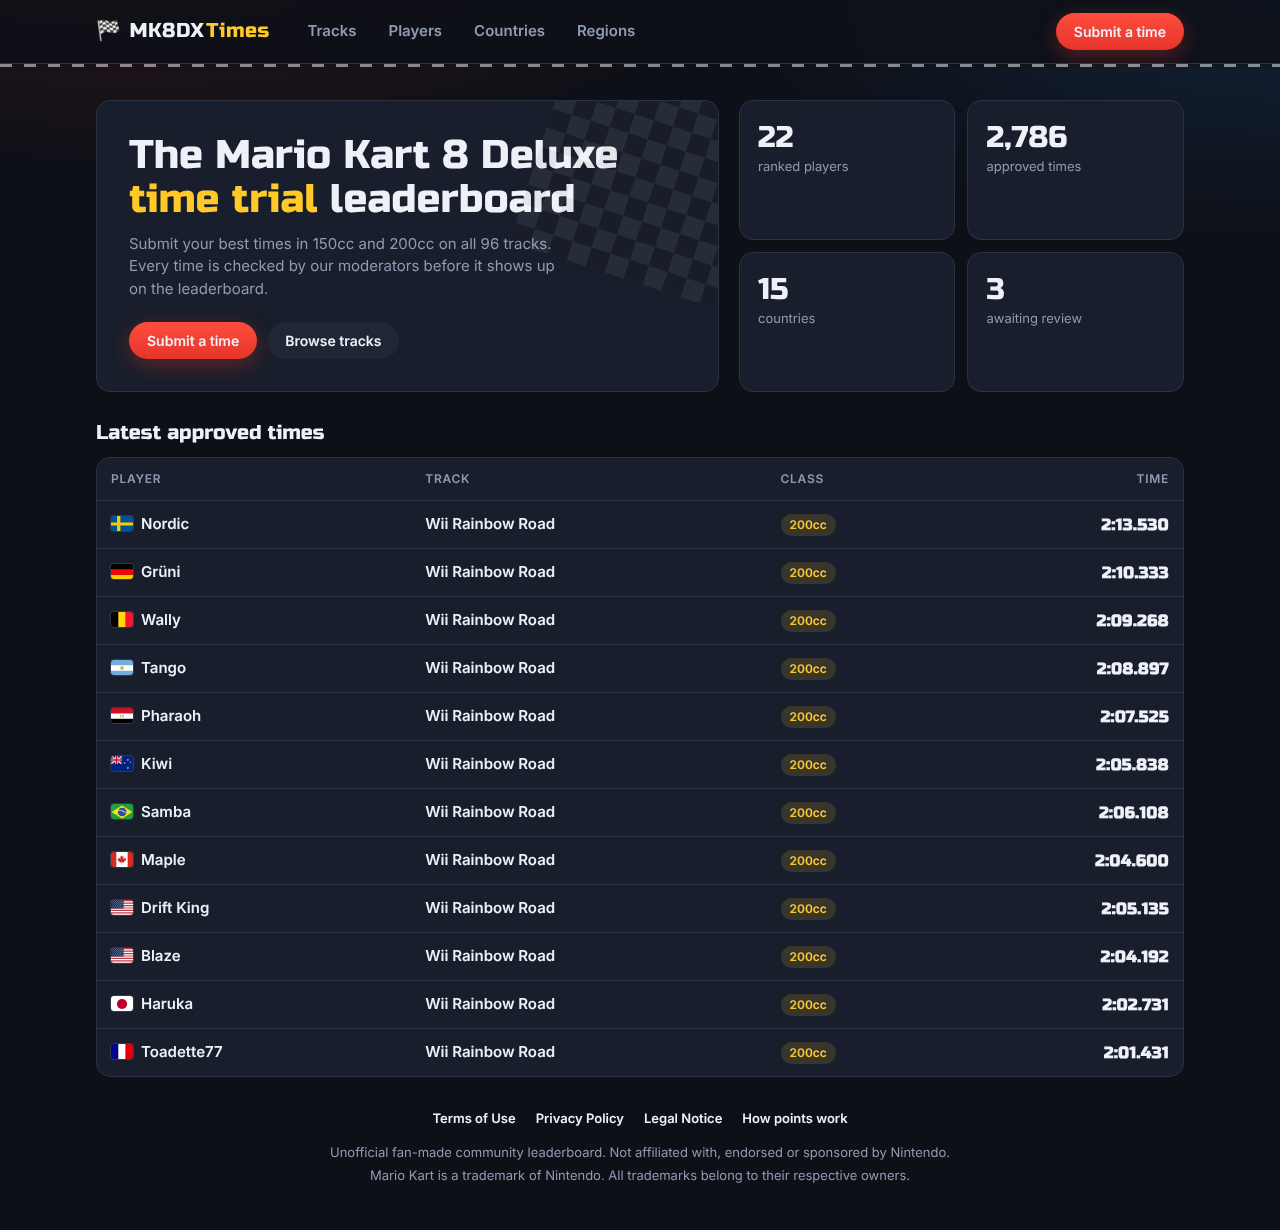 MK8DXTimes
Tracks Players Countries Regions
Submit a time
The Mario Kart 8 Deluxe
time trial leaderboard
Submit your best times in 150cc and 200cc on all 96 tracks.
Every time is checked by our moderators before it shows up
on the leaderboard.
Submit a time Browse tracks
22
ranked players
2,786
approved times
15
countries
3
awaiting review
Latest approved times
PLAYER TRACK CLASS TIME
Nordic Wii Rainbow Road 200cc 2:13.530
Grüni Wii Rainbow Road 200cc 2:10.333
Wally Wii Rainbow Road 200cc 2:09.268
Tango Wii Rainbow Road 200cc 2:08.897
Pharaoh Wii Rainbow Road 200cc 2:07.525
Kiwi Wii Rainbow Road 200cc 2:05.838
Samba Wii Rainbow Road 200cc 2:06.108
Maple Wii Rainbow Road 200cc 2:04.600
Drift King Wii Rainbow Road 200cc 2:05.135
Blaze Wii Rainbow Road 200cc 2:04.192
Haruka Wii Rainbow Road 200cc 2:02.731
Toadette77 Wii Rainbow Road 200cc 2:01.431
Terms of Use Privacy Policy Legal Notice How points work
Unofficial fan-made community leaderboard. Not affiliated with, endorsed or sponsored by Nintendo.
Mario Kart is a trademark of Nintendo. All trademarks belong to their respective owners.